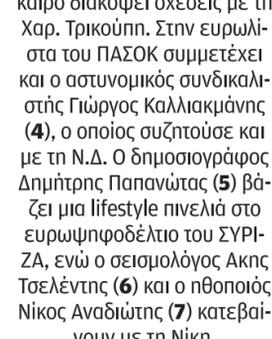 καιρό διακόψει σχέσεις με τη
Χαρ. Τρικούπη. Στην ευρωλί-
στα του ΠΑΣΟΚ συμμετέχει
και ο αστυνομικός συνδικαλι-
στής Γιώργος Καλλιακμάνης
(4), ο οποίος συζητούσε και
με τη Ν.Δ. Ο δημοσιογράφος
Δημήτρης Παπανώτας (5) βά-
ζει μια lifestyle πινελιά στο
ευρωψηφοδέλτιο του ΣΥΡΙ-
ΖΑ, ενώ ο σεισμολόγος Ακης
Τσελέντης (6) και ο ηθοποιός
Νίκος Αναδιώτης (7) κατεβαί-
νουν με τη Νίκη